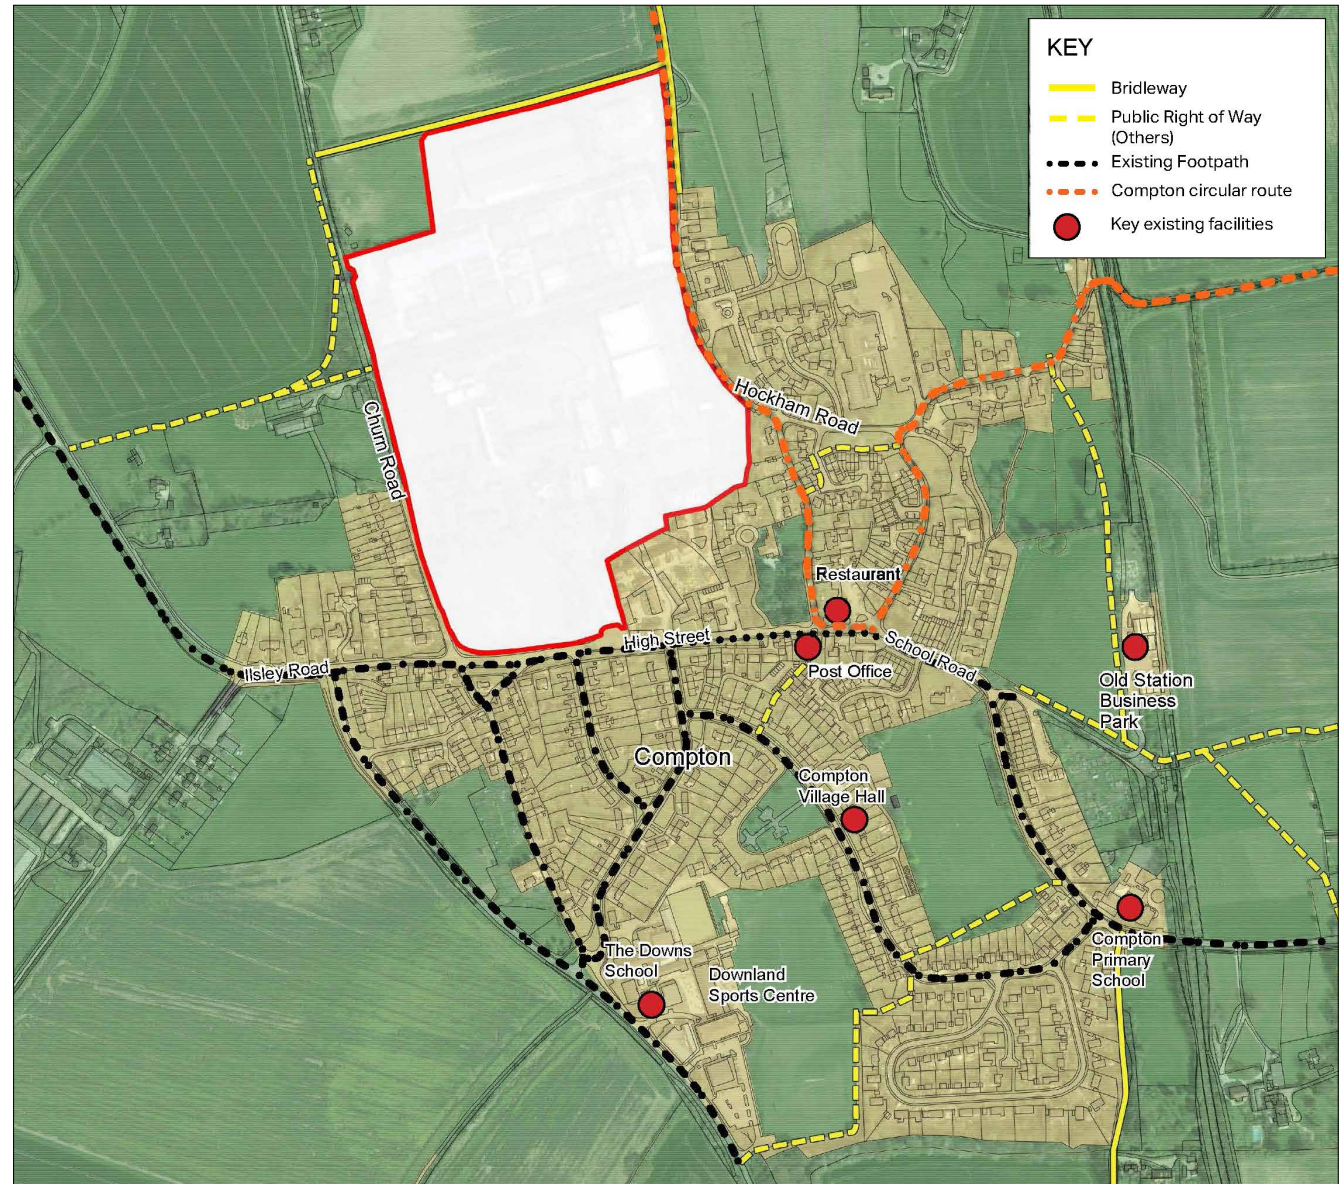 KEY
Bridleway
Public Right of Way
(Others)
Existing Footpath
Compton circular route
Key existing facilities
Hockham Road
Churn Road
Restaurant
High Street
School Road
Ilsley Road
Post Office
Old Station
Business
Park
Compton
Compton
Village Hall
The Downs
School
Downland
Sports Centre
Compton
Primary
School